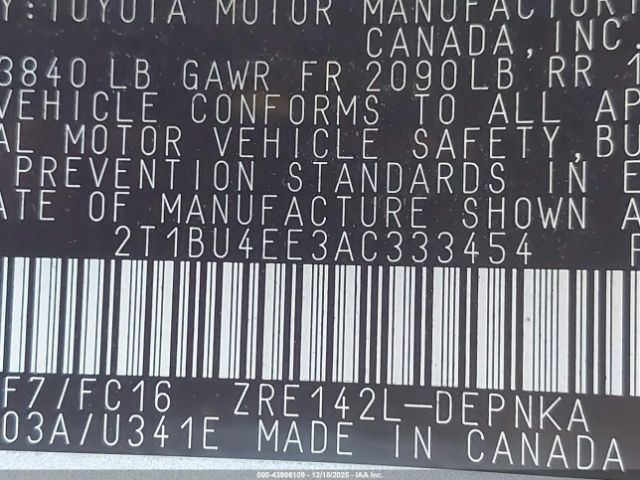 Y:TOYOTA MOTOR MANUFACTU
CANADA,INC
3840 LB GAWR FR 2090LB RR 1
VEHICLE CONFORMS TO ALL AP
AL MOTOR VEHICLE SAFETY,BU
PREVENTION STANDARDS IN E
ATE OF MANUFACTURE SHOWN A
2T1BU4EE3AC333454 P
F7/FC16 ZRE142L-DEPNKA
03A/U341E MADE IN CANADA
000-43906109 - 12/18/2025 - IAA Inc.